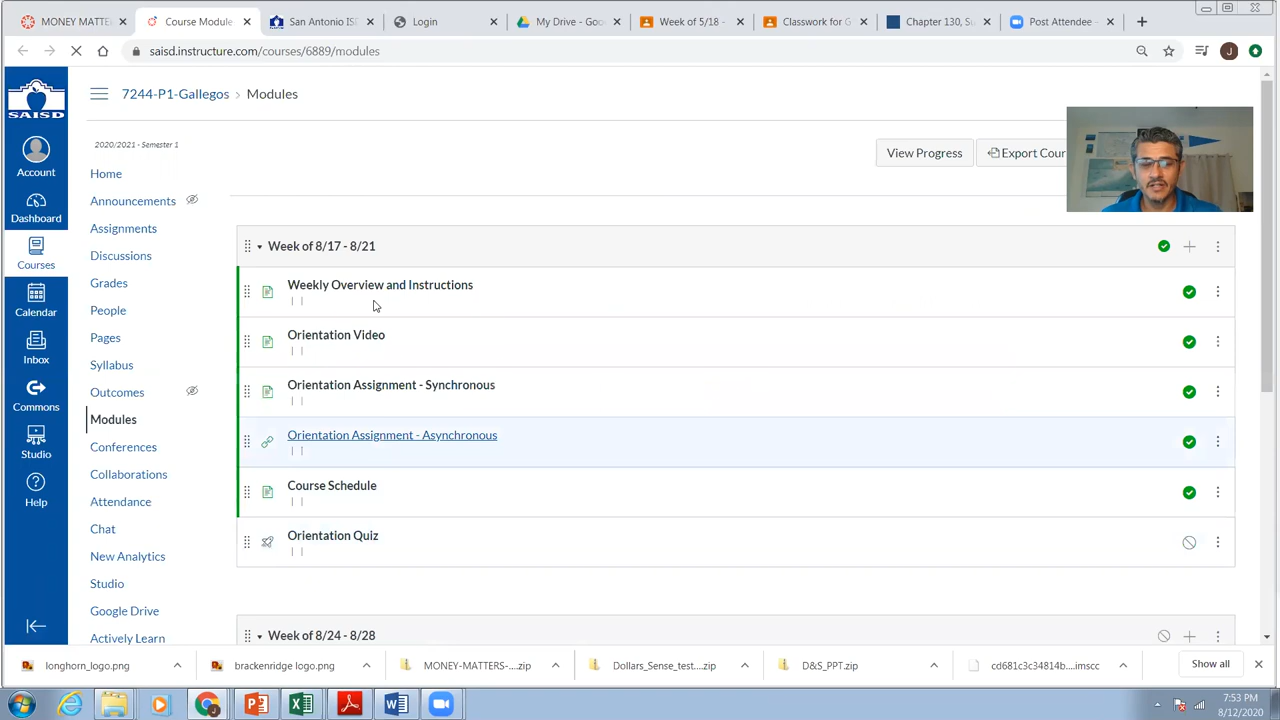 MONEY MATTER
Course Module
San Antonio ISD
Login
My Drive - Goo
Week of 5/18 -
Classwork for G
Chapter 130, S
Post Attendee -
saisd.instructure.com/courses/6889/modules
J
SAISD
Account
Dashboard
Courses
Calendar
Inbox
Commons
Studio
Help
7244-P1-Gallegos › Modules
2020/2021 - Semester 1
Home
Announcements
Assignments
Discussions
Grades
People
Pages
Syllabus
Outcomes
Modules
Conferences
Collaborations
Attendance
Chat
New Analytics
Studio
Google Drive
Actively Learn
View Progress
Export Cour
Week of 8/17 - 8/21
Weekly Overview and Instructions
Orientation Video
Orientation Assignment - Synchronous
Orientation Assignment - Asynchronous
Course Schedule
Orientation Quiz
Week of 8/24 - 8/28
longhorn_logo.png
brackenridge logo.png
MONEY-MATTERS-....zip
Dollars_Sense_test....zip
D&S_PPT.zip
cd681c3c34814b....imscc
Show all
7:53 PM
8/12/2020